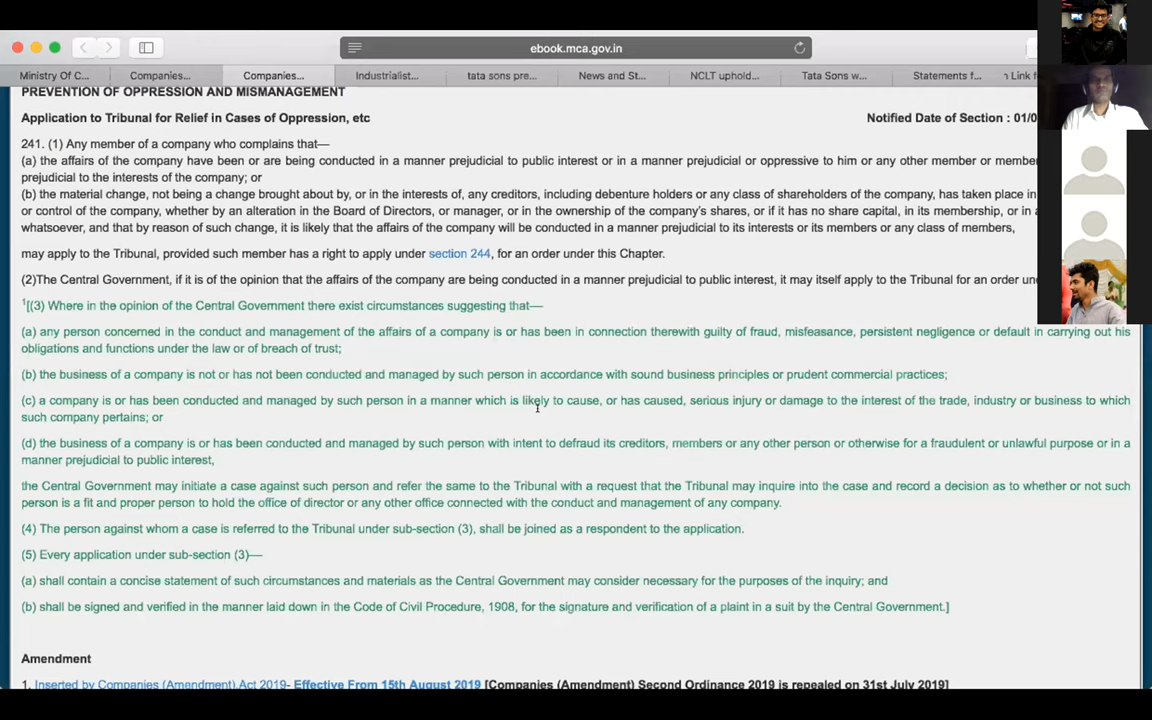 ebook.mca.gov.in
Ministry Of C... Companies... Companies... Industrialist... tata sons pre... News and St... NCLT uphold... Tata Sons w... Statements f... Link for
PREVENTION OF OPPRESSION AND MISMANAGEMENT
Application to Tribunal for Relief in Cases of Oppression, etc Notified Date of Section : 01/0
241. (1) Any member of a company who complains that—
(a) the affairs of the company have been or are being conducted in a manner prejudicial to public interest or in a manner prejudicial or oppressive to him or any other member or membe
prejudicial to the interests of the company; or
(b) the material change, not being a change brought about by, or in the interests of, any creditors, including debenture holders or any class of shareholders of the company, has taken place in
or control of the company, whether by an alteration in the Board of Directors, or manager, or in the ownership of the company's shares, or if it has no share capital, in its membership, or in a
whatsoever, and that by reason of such change, it is likely that the affairs of the company will be conducted in a manner prejudicial to its interests or its members or any class of members,
may apply to the Tribunal, provided such member has a right to apply under section 244, for an order under this Chapter.
(2)The Central Government, if it is of the opinion that the affairs of the company are being conducted in a manner prejudicial to public interest, it may itself apply to the Tribunal for an order un
1[(3) Where in the opinion of the Central Government there exist circumstances suggesting that—
(a) any person concerned in the conduct and management of the affairs of a company is or has been in connection therewith guilty of fraud, misfeasance, persistent negligence or default in carrying out his
obligations and functions under the law or of breach of trust;
(b) the business of a company is not or has not been conducted and managed by such person in accordance with sound business principles or prudent commercial practices;
(c) a company is or has been conducted and managed by such person in a manner which is likely to cause, or has caused, serious injury or damage to the interest of the trade, industry or business to which
such company pertains; or
(d) the business of a company is or has been conducted and managed by such person with intent to defraud its creditors, members or any other person or otherwise for a fraudulent or unlawful purpose or in a
manner prejudicial to public interest,
the Central Government may initiate a case against such person and refer the same to the Tribunal with a request that the Tribunal may inquire into the case and record a decision as to whether or not such
person is a fit and proper person to hold the office of director or any other office connected with the conduct and management of any company.
(4) The person against whom a case is referred to the Tribunal under sub-section (3), shall be joined as a respondent to the application.
(5) Every application under sub-section (3)—
(a) shall contain a concise statement of such circumstances and materials as the Central Government may consider necessary for the purposes of the inquiry; and
(b) shall be signed and verified in the manner laid down in the Code of Civil Procedure, 1908, for the signature and verification of a plaint in a suit by the Central Government.]
Amendment
1. Inserted by Companies (Amendment) Act 2019- Effective From 15th August 2019 [Companies (Amendment) Second Ordinance 2019 is repealed on 31st July 2019]